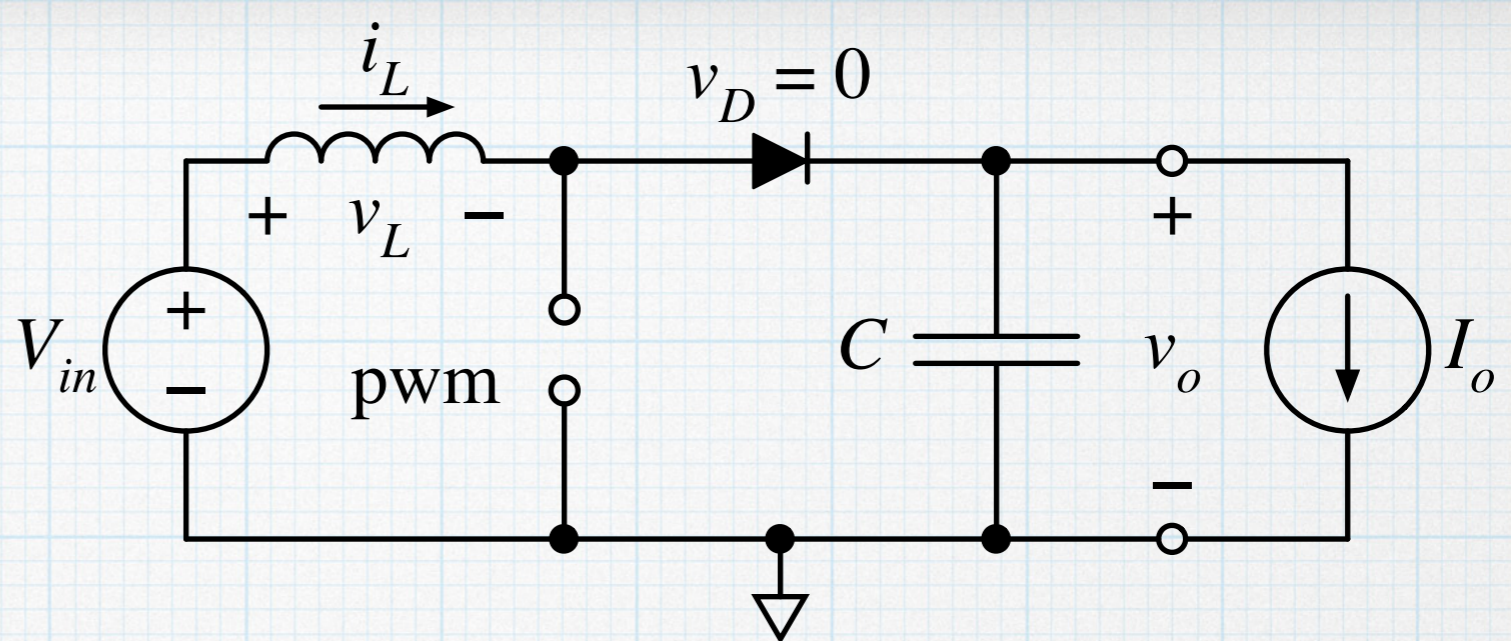 i_L
v_D = 0
+ v_L −
+
V_in
+
−
pwm
C
v_o
I_o
−